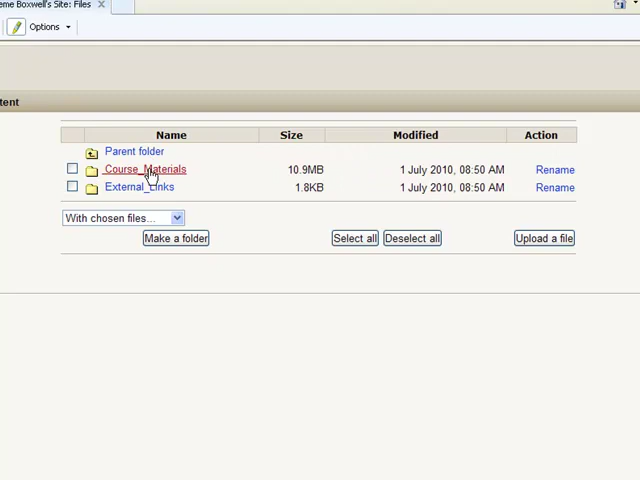 eme Boxwell's Site: Files
Options
tent
Name Size Modified Action
Parent folder
Course_Materials 10.9MB 1 July 2010, 08:50 AM Rename
External_Links 1.8KB 1 July 2010, 08:50 AM Rename
With chosen files...
Make a folder Select all Deselect all Upload a file